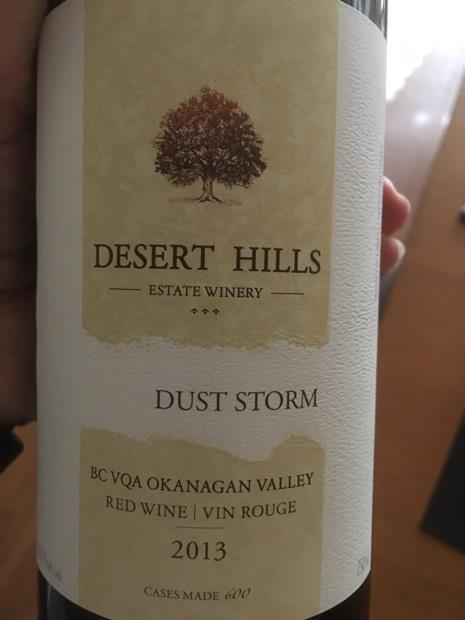 DESERT HILLS
ESTATE WINERY
DUST STORM
BC VQA OKANAGAN VALLEY
RED WINE | VIN ROUGE
2013
CASES MADE 600